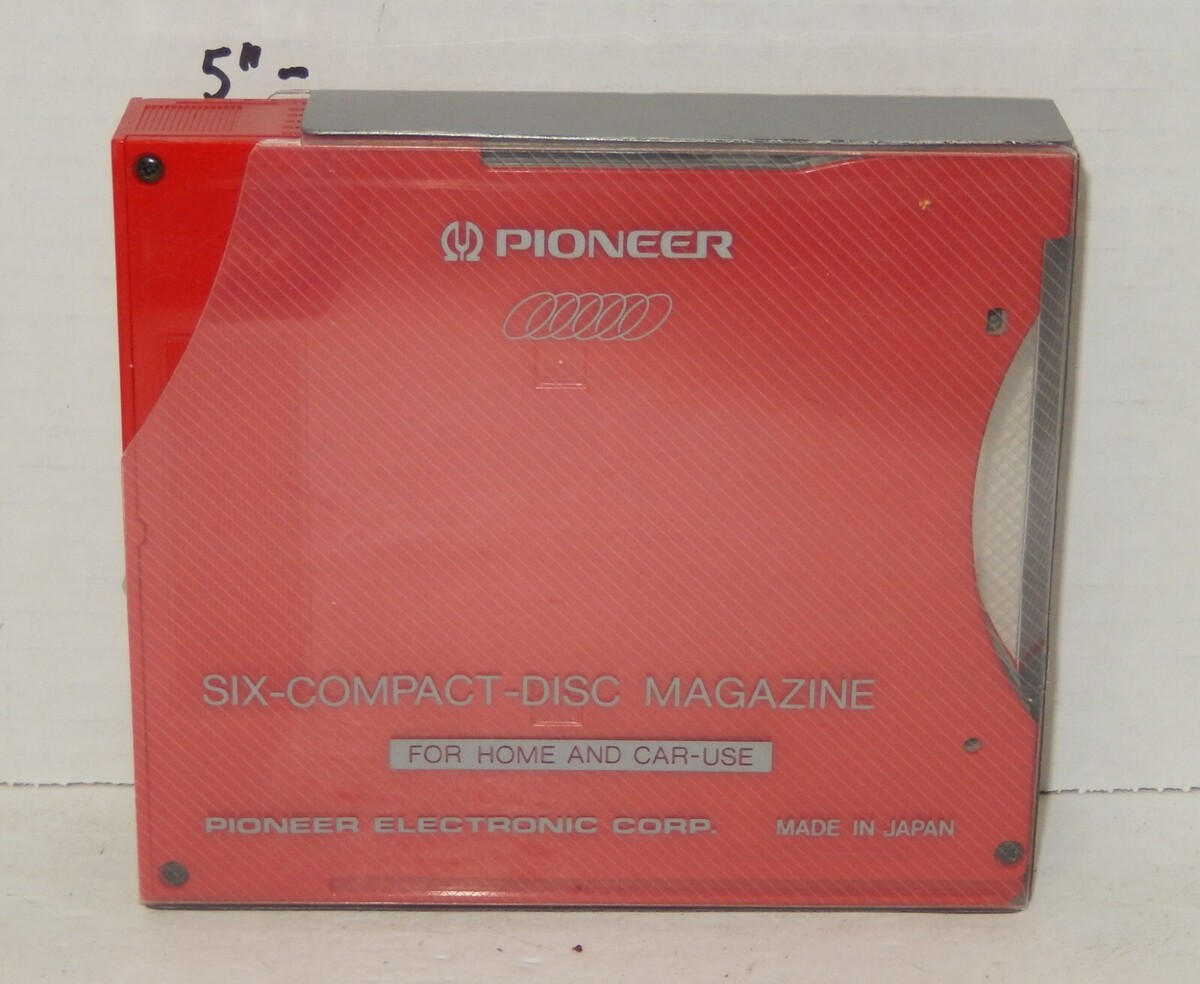 5" -
PIONEER
SIX-COMPACT-DISC MAGAZINE
FOR HOME AND CAR-USE
PIONEER ELECTRONIC CORP. MADE IN JAPAN